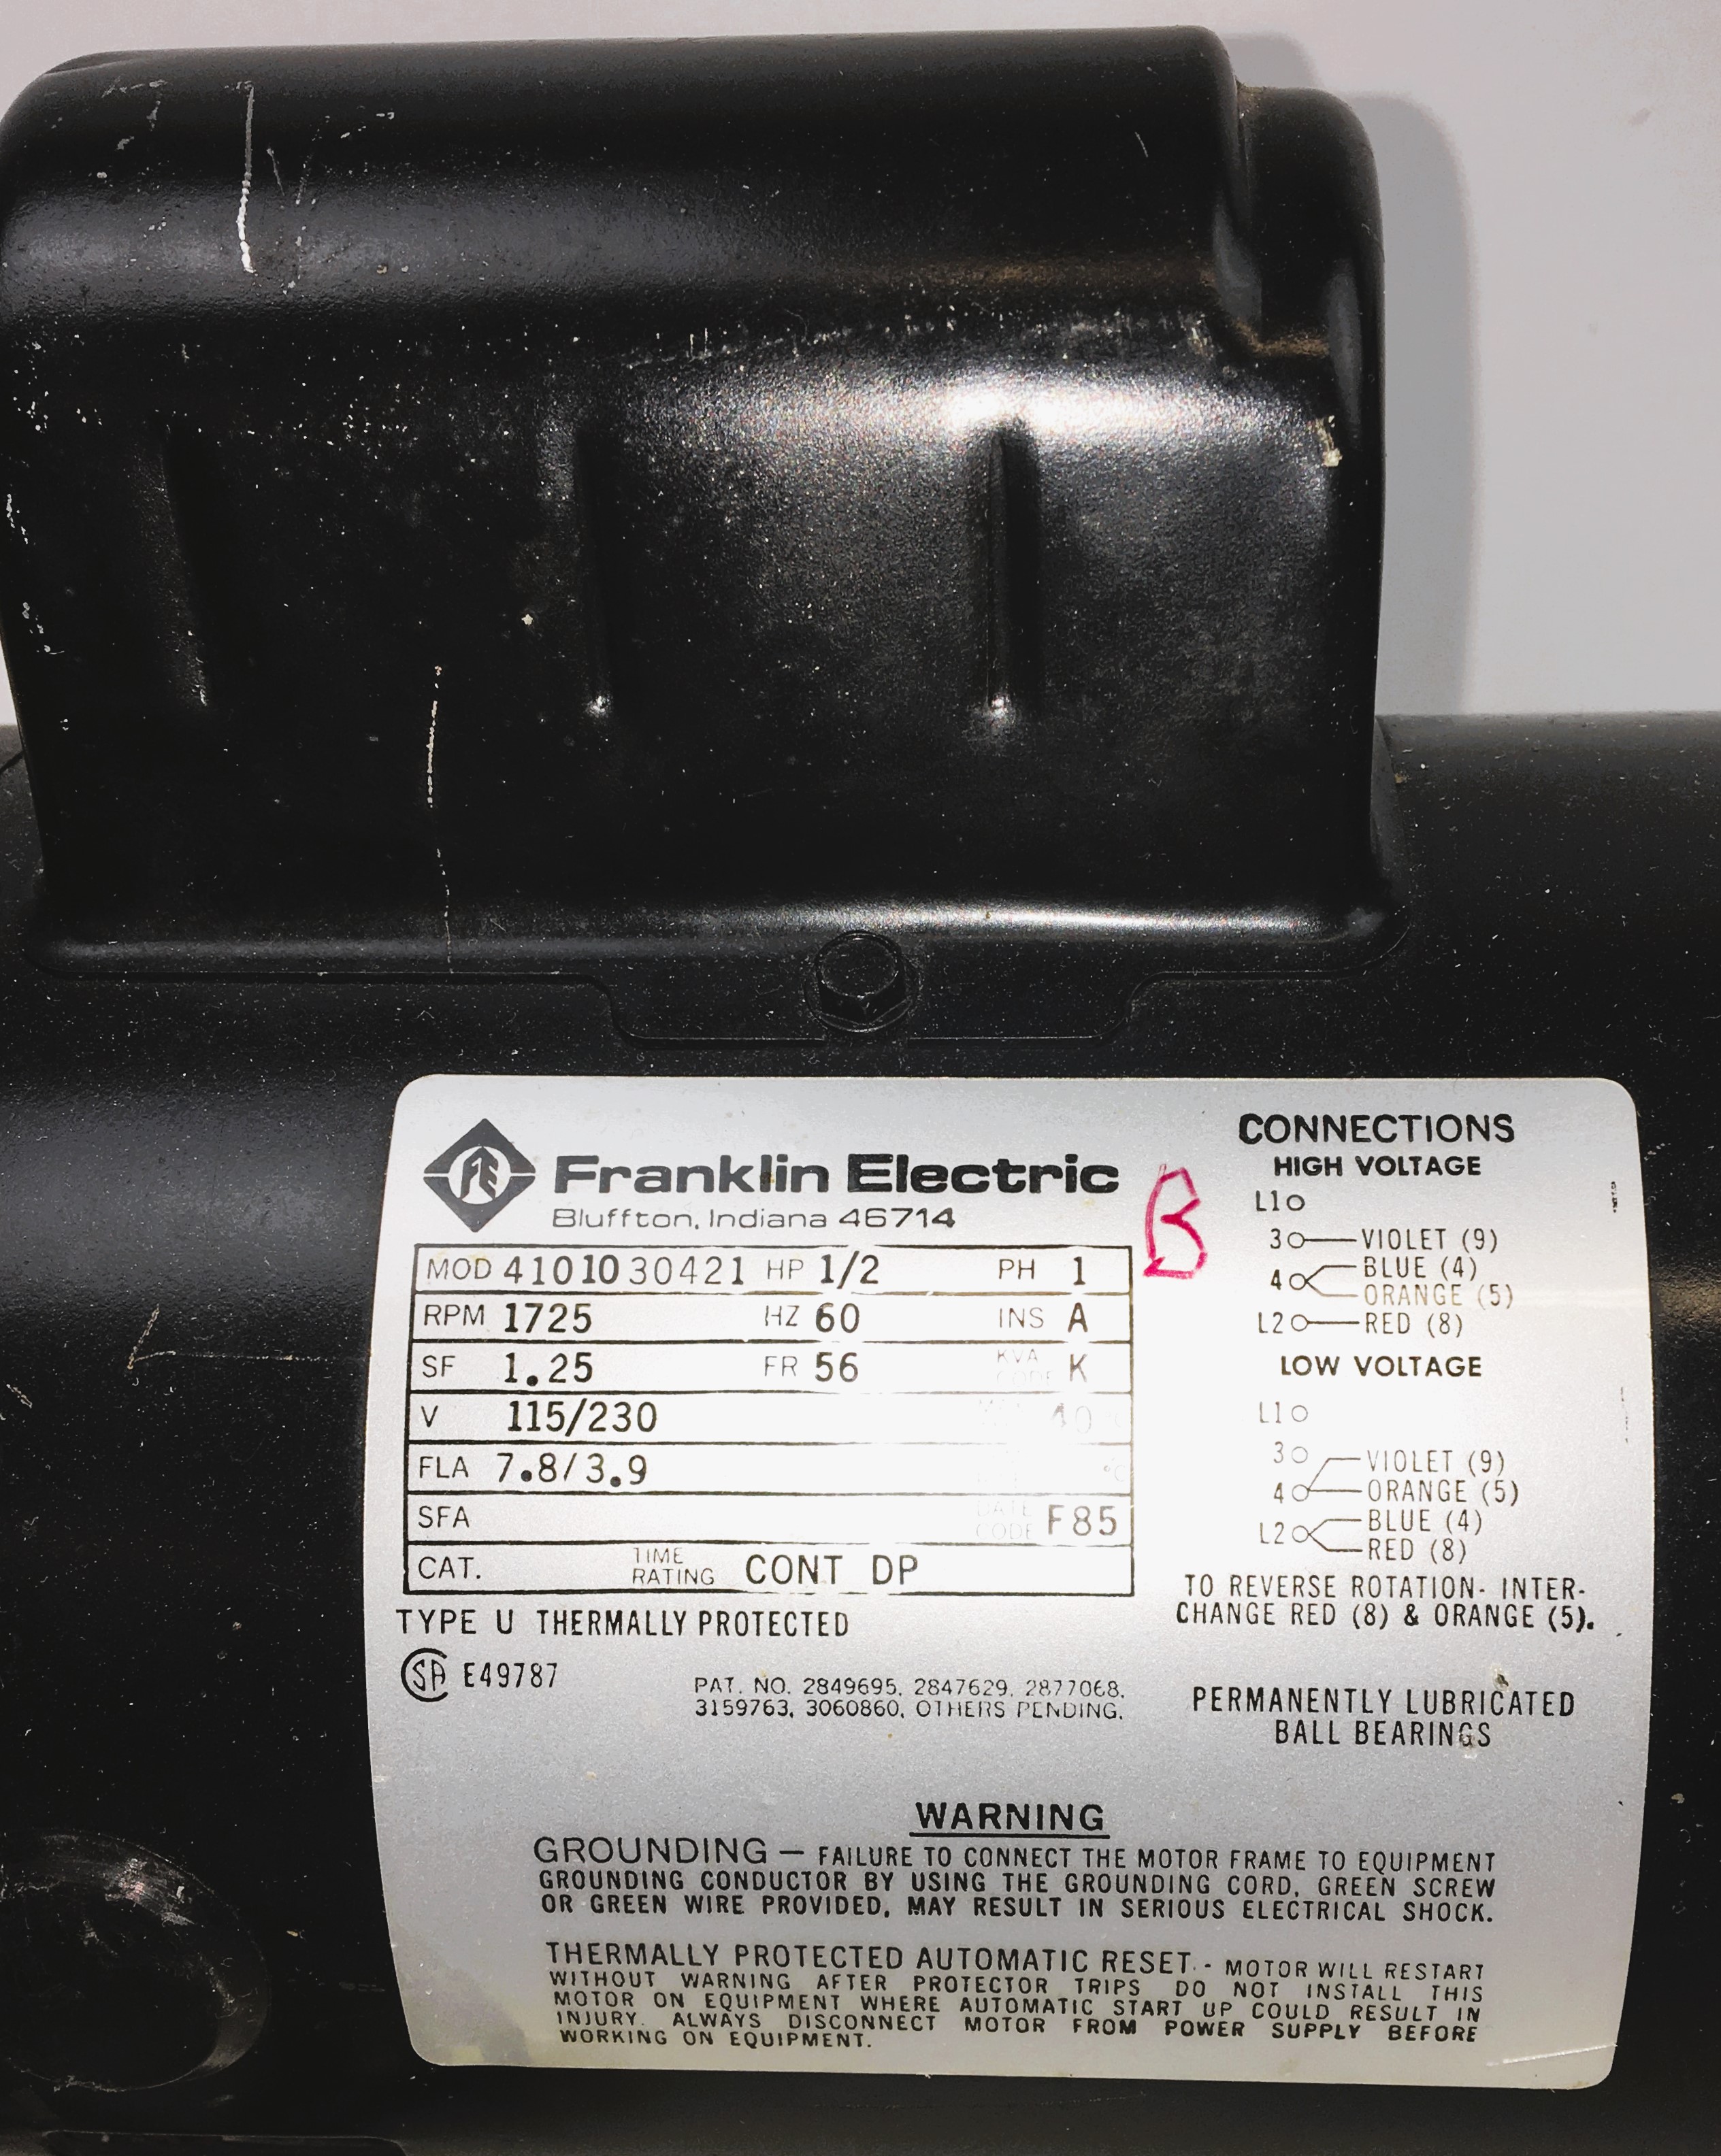 FE
Franklin Electric
Bluffton, Indiana 46714
B
MOD 4101030421 HP 1/2 PH 1
RPM 1725 HZ 60 INS A
SF 1.25 FR 56 KVA CODE K
V 115/230 40
FLA 7.8/3.9 °C
SFA DATE CODE F85
CAT. TIME RATING CONT DP
TYPE U THERMALLY PROTECTED
SA E49787
PAT. NO. 2849695, 2847629, 2877068,
3159763, 3060860, OTHERS PENDING.
CONNECTIONS
HIGH VOLTAGE
L1
3 VIOLET (9)
4 BLUE (4)
ORANGE (5)
L2 RED (8)
LOW VOLTAGE
L1
3 VIOLET (9)
4 ORANGE (5)
L2 BLUE (4)
RED (8)
TO REVERSE ROTATION- INTER-
CHANGE RED (8) & ORANGE (5).
PERMANENTLY LUBRICATED
BALL BEARINGS
WARNING
GROUNDING — FAILURE TO CONNECT THE MOTOR FRAME TO EQUIPMENT
GROUNDING CONDUCTOR BY USING THE GROUNDING CORD, GREEN SCREW
OR GREEN WIRE PROVIDED, MAY RESULT IN SERIOUS ELECTRICAL SHOCK.
THERMALLY PROTECTED AUTOMATIC RESET - MOTOR WILL RESTART
WITHOUT WARNING AFTER PROTECTOR TRIPS DO NOT INSTALL THIS
MOTOR ON EQUIPMENT WHERE AUTOMATIC START UP COULD RESULT IN
INJURY. ALWAYS DISCONNECT MOTOR FROM POWER SUPPLY BEFORE
WORKING ON EQUIPMENT.